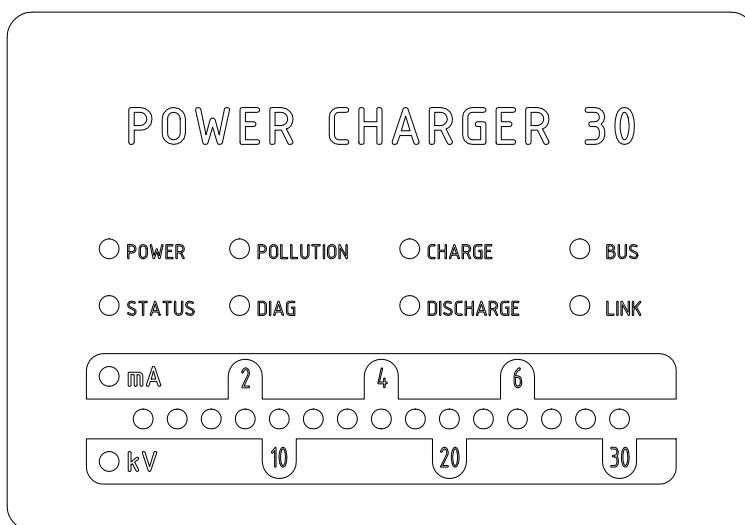 POWER CHARGER 30
POWER POLLUTION CHARGE BUS
STATUS DIAG DISCHARGE LINK
mA 2 4 6
kV 10 20 30